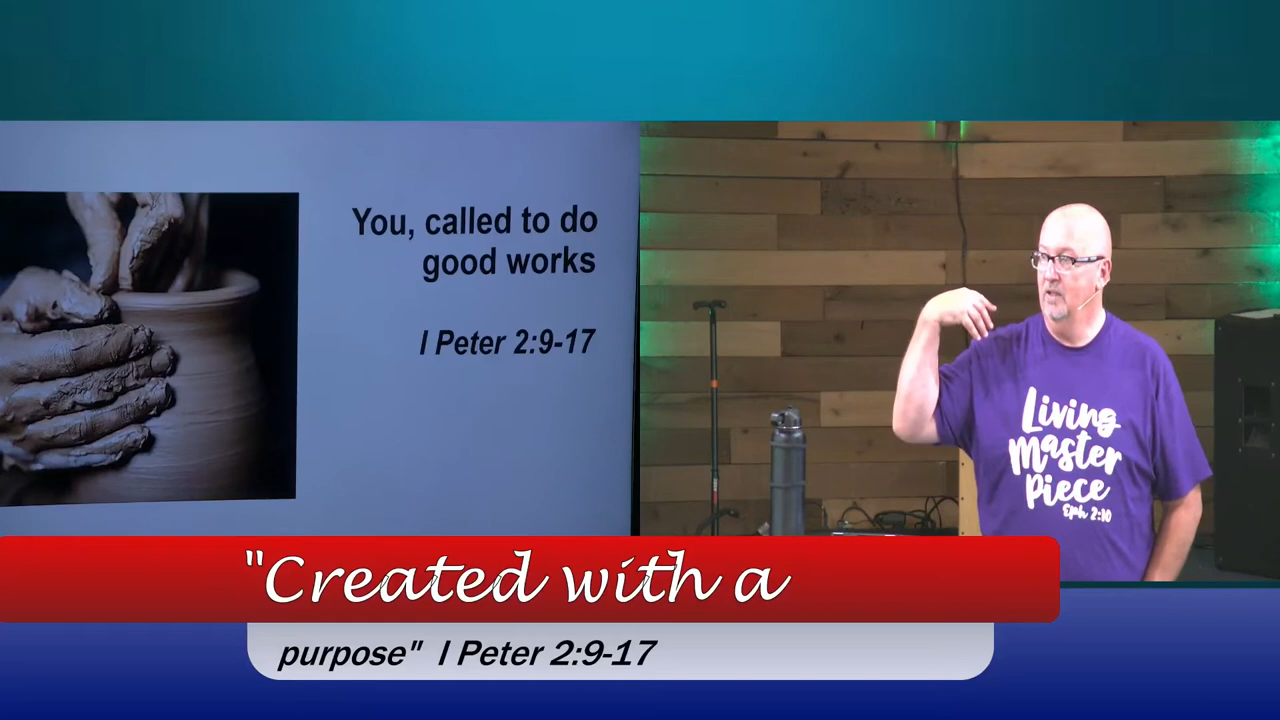 You, called to do
good works
I Peter 2:9-17
Living
Master
Piece
Eph 2:10
"Created with a
purpose" I Peter 2:9-17